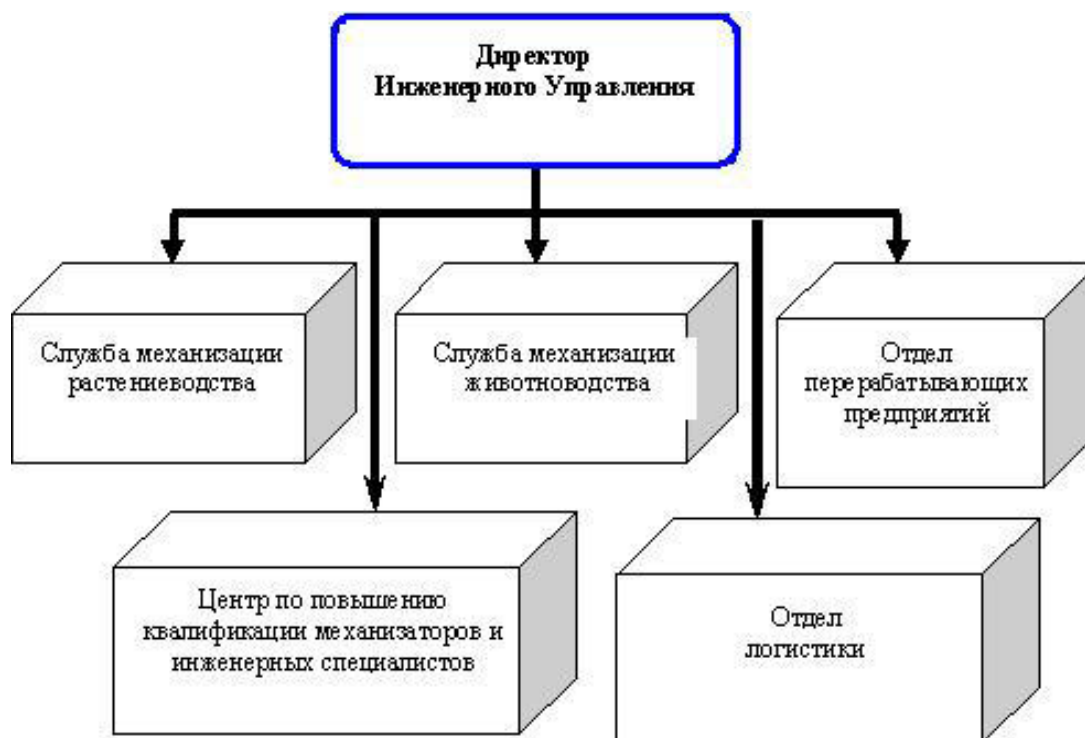 Директор
Инженерного Управления
Служба механизации
растениеводства
Служба механизации
животноводства
Отдел
перерабатывающих
предприятий
Центр по повышению
квалификации механизаторов и
инженерных специалистов
Отдел
логистики